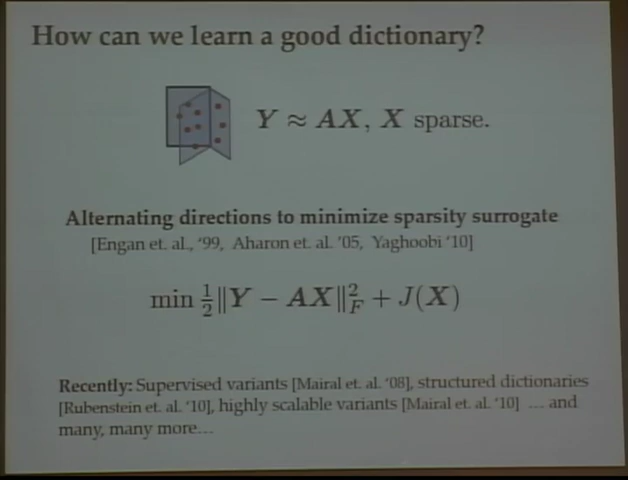 How can we learn a good dictionary?
Y ≈ AX, X sparse.
Alternating directions to minimize sparsity surrogate
[Engan et. al., '99, Aharon et. al. '05, Yaghoobi '10]
min ½‖Y − AX‖²_F + J(X)
Recently: Supervised variants [Mairal et. al. '08], structured dictionaries
[Rubenstein et. al. '10], highly scalable variants [Mairal et. al. '10] … and
many, many more…